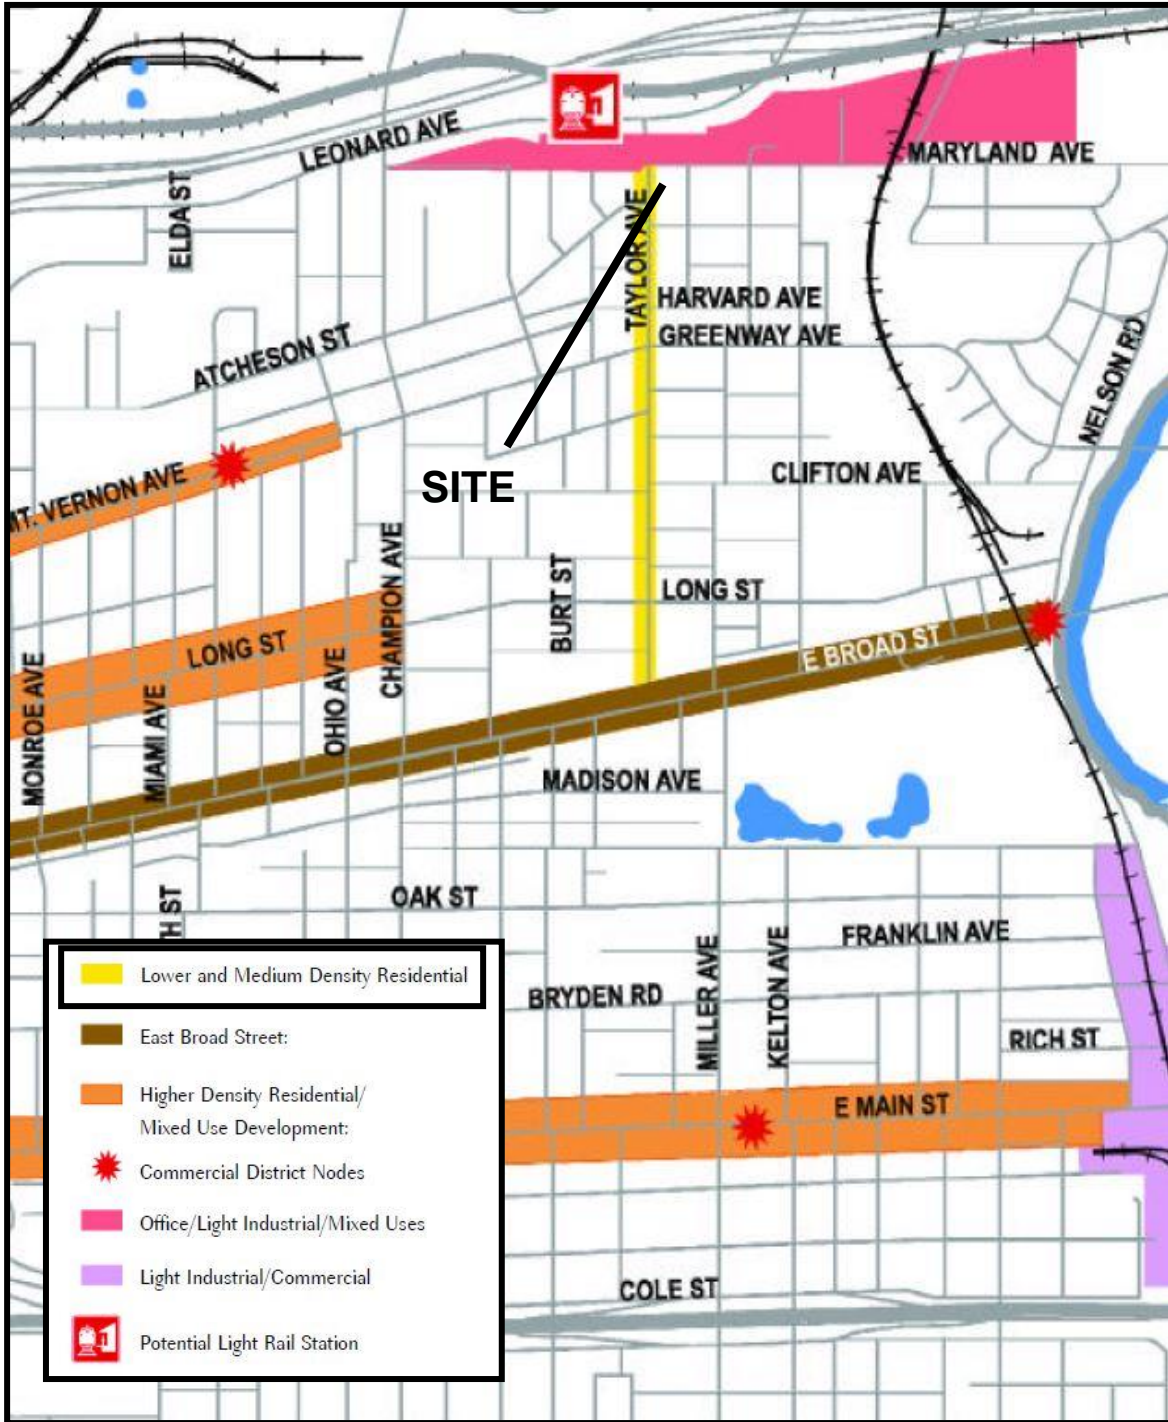 LEONARD AVE
MARYLAND AVE
ELDA ST
TAYLOR AVE
HARVARD AVE
GREENWAY AVE
ATCHESON ST
NELSON RD
MT. VERNON AVE
SITE
CLIFTON AVE
CHAMPION AVE
BURT ST
LONG ST
LONG ST
E BROAD ST
MONROE AVE
MIAMI AVE
OHIO AVE
MADISON AVE
OAK ST
TH ST
FRANKLIN AVE
MILLER AVE
KELTON AVE
BRYDEN RD
RICH ST
E MAIN ST
COLE ST
Lower and Medium Density Residential
East Broad Street:
Higher Density Residential/
Mixed Use Development:
Commercial District Nodes
Office/Light Industrial/Mixed Uses
Light Industrial/Commercial
Potential Light Rail Station